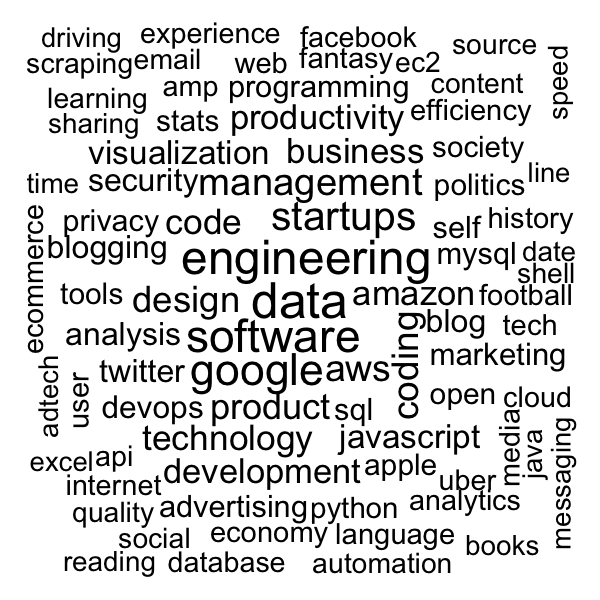 driving experience facebook source
scraping email web fantasy ec2 speed
learning amp programming content
sharing stats productivity efficiency
visualization business society
time security management politics line
privacy code startups self history
ecommerce blogging engineering mysql date
shell
tools design data amazon football
analysis software coding blog tech
adtech user twitter google aws marketing
devops product sql open cloud
technology javascript media java messaging
excel api development apple uber
internet quality advertising python analytics
social economy language books
reading database automation